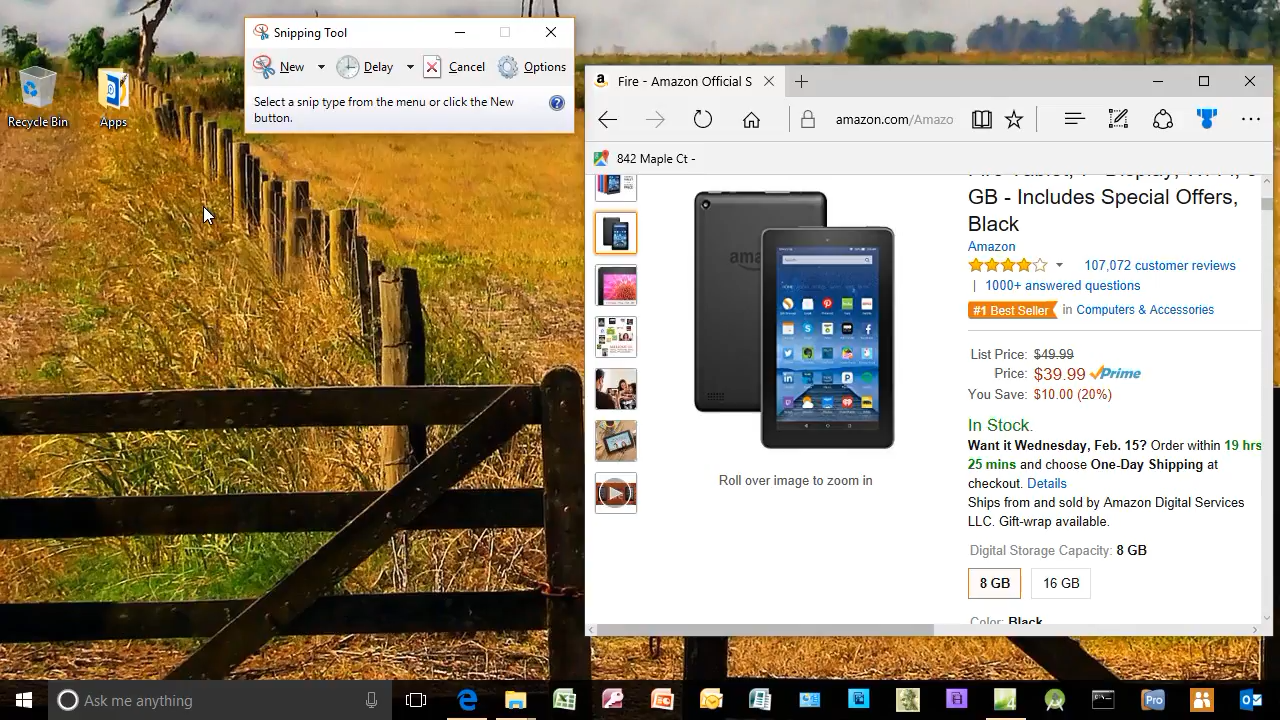 Snipping Tool
New
Delay
Cancel
Options
Select a snip type from the menu or click the New
button.
Recycle Bin
Apps
Fire - Amazon Official S
amazon.com/Amazo
842 Maple Ct -
GB - Includes Special Offers,
Black
Amazon
107,072 customer reviews
| 1000+ answered questions
#1 Best Seller in Computers & Accessories
List Price: $49.99
Price: $39.99 Prime
You Save: $10.00 (20%)
In Stock.
Want it Wednesday, Feb. 15? Order within 19 hrs
25 mins and choose One-Day Shipping at
checkout. Details
Ships from and sold by Amazon Digital Services
LLC. Gift-wrap available.
Roll over image to zoom in
Digital Storage Capacity: 8 GB
8 GB
16 GB
Color: Black
Ask me anything
Pro